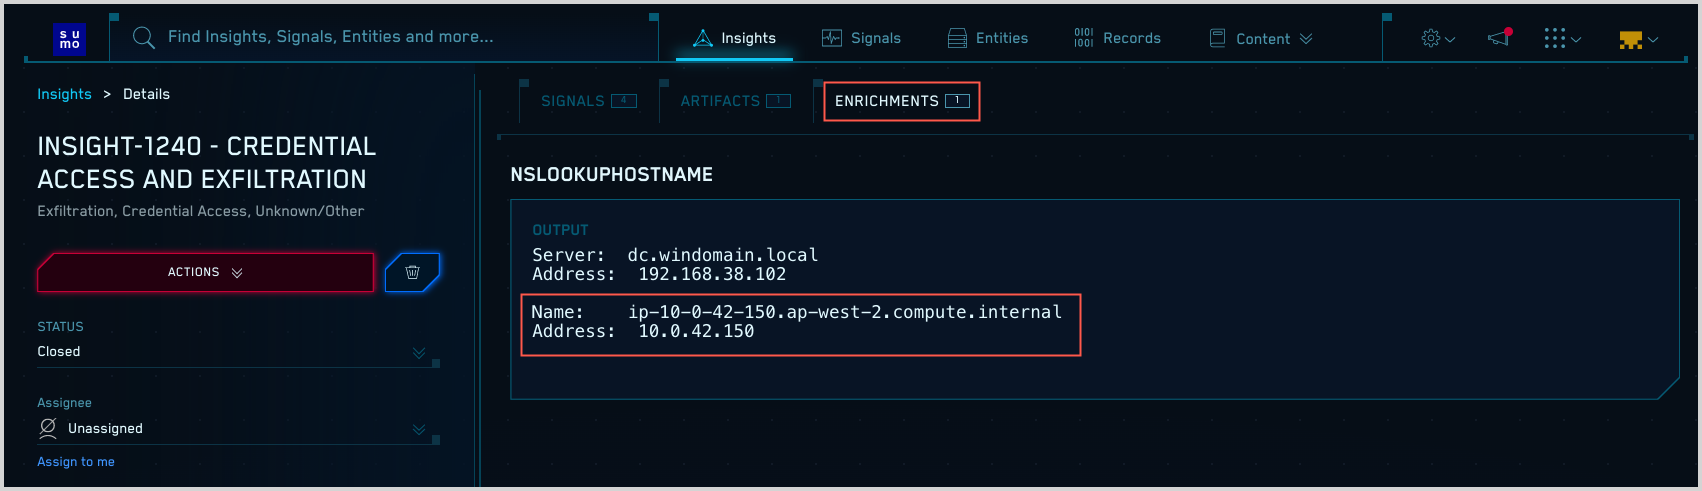 su
mo
Find Insights, Signals, Entities and more...
Insights
Signals
Entities
0101
1001
Records
Content
Insights > Details
SIGNALS 4
ARTIFACTS 1
ENRICHMENTS 1
INSIGHT-1240 - CREDENTIAL
ACCESS AND EXFILTRATION
Exfiltration, Credential Access, Unknown/Other
ACTIONS
STATUS
Closed
Assignee
Unassigned
Assign to me
NSLOOKUPHOSTNAME
OUTPUT
Server: dc.windomain.local
Address: 192.168.38.102
Name: ip-10-0-42-150.ap-west-2.compute.internal
Address: 10.0.42.150